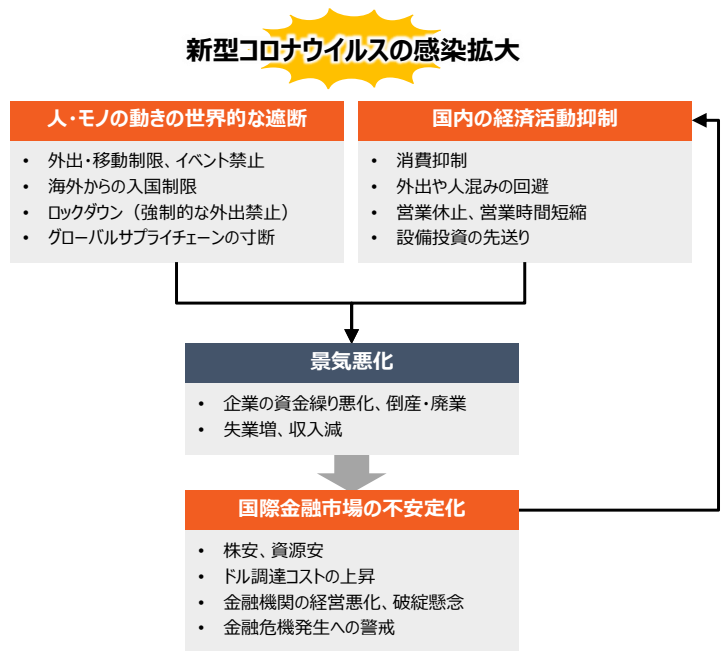 新型コロナウイルスの感染拡大
人・モノの動きの世界的な遮断
• 外出・移動制限、イベント禁止
• 海外からの入国制限
• ロックダウン（強制的な外出禁止）
• グローバルサプライチェーンの寸断
国内の経済活動抑制
• 消費抑制
• 外出や人混みの回避
• 営業休止、営業時間短縮
• 設備投資の先送り
景気悪化
• 企業の資金繰り悪化、倒産・廃業
• 失業増、収入減
国際金融市場の不安定化
• 株安、資源安
• ドル調達コストの上昇
• 金融機関の経営悪化、破綻懸念
• 金融危機発生への警戒